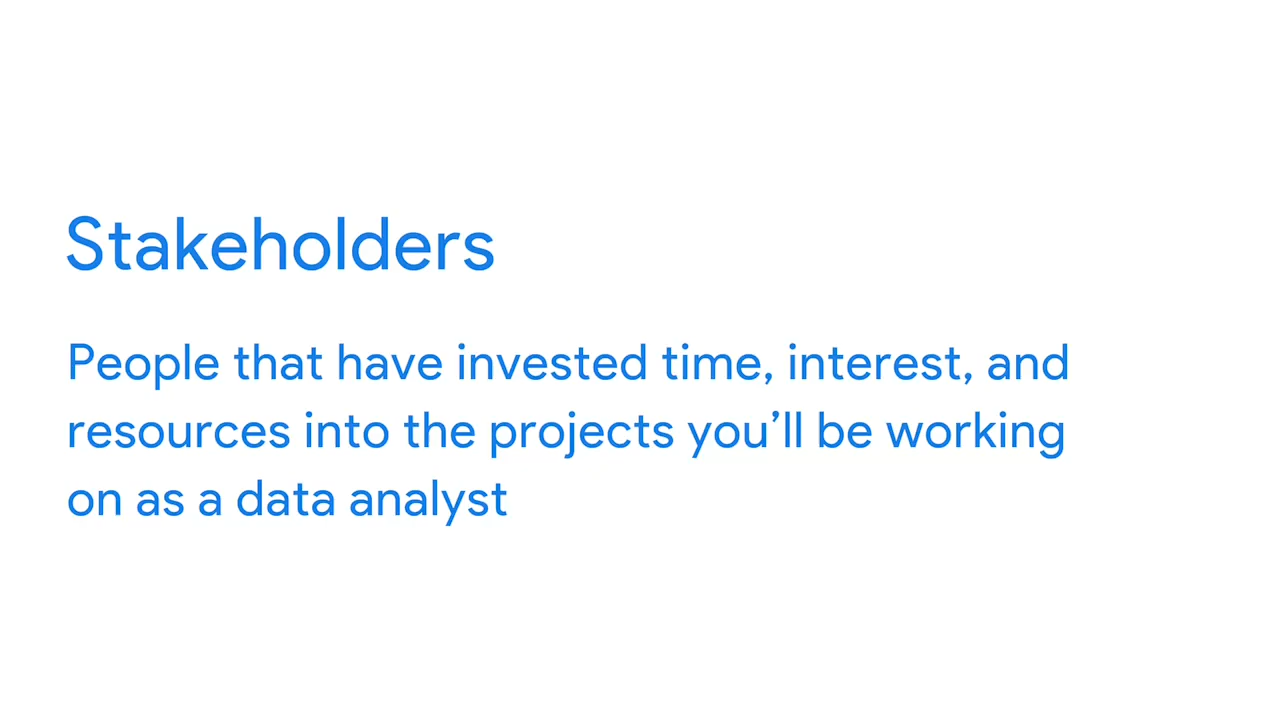 Stakeholders
People that have invested time, interest, and
resources into the projects you’ll be working
on as a data analyst